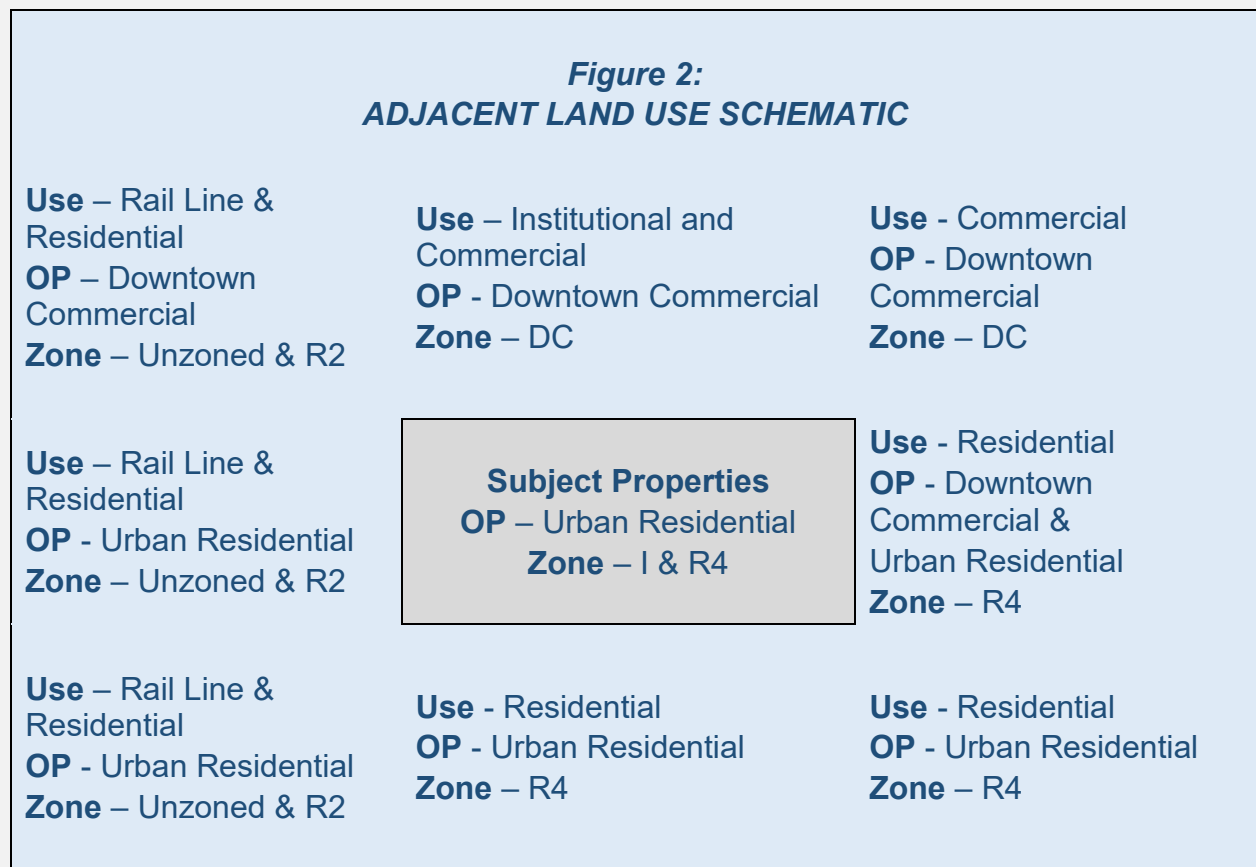 Figure 2:
ADJACENT LAND USE SCHEMATIC
Use – Rail Line &
Residential
OP – Downtown
Commercial
Zone – Unzoned & R2
Use – Institutional and
Commercial
OP - Downtown Commercial
Zone – DC
Use - Commercial
OP - Downtown
Commercial
Zone – DC
Use – Rail Line &
Residential
OP - Urban Residential
Zone – Unzoned & R2
Subject Properties
OP – Urban Residential
Zone – I & R4
Use - Residential
OP - Downtown
Commercial &
Urban Residential
Zone – R4
Use – Rail Line &
Residential
OP - Urban Residential
Zone – Unzoned & R2
Use - Residential
OP - Urban Residential
Zone – R4
Use - Residential
OP - Urban Residential
Zone – R4